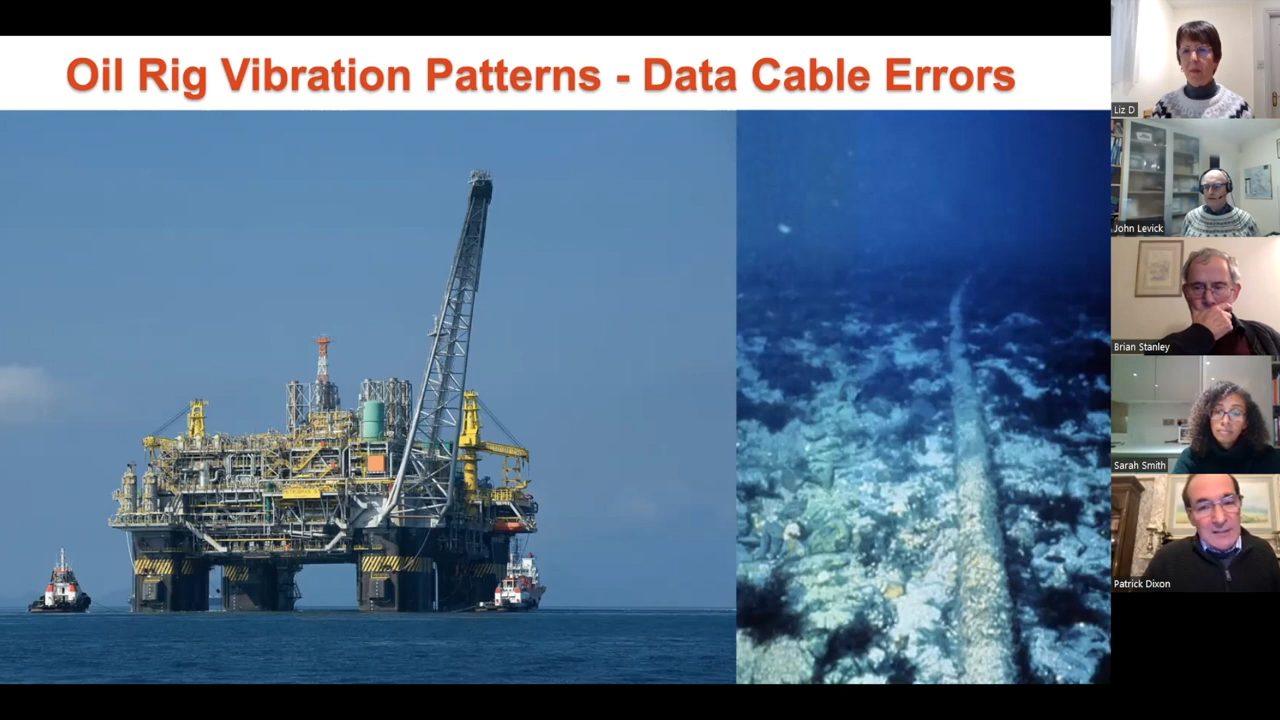 Oil Rig Vibration Patterns - Data Cable Errors
Liz D
John Levick
Brian Stanley
Sarah Smith
Patrick Dixon